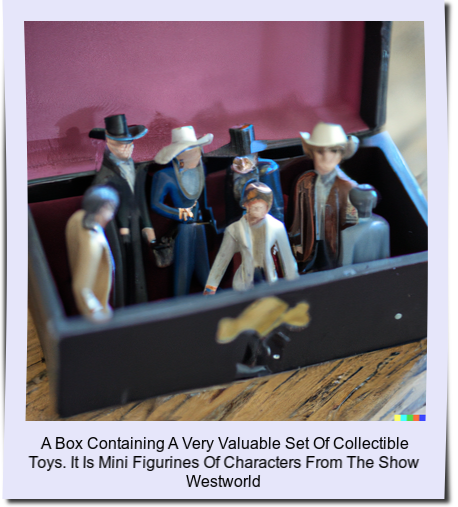 A Box Containing A Very Valuable Set Of Collectible
Toys. It Is Mini Figurines Of Characters From The Show
Westworld